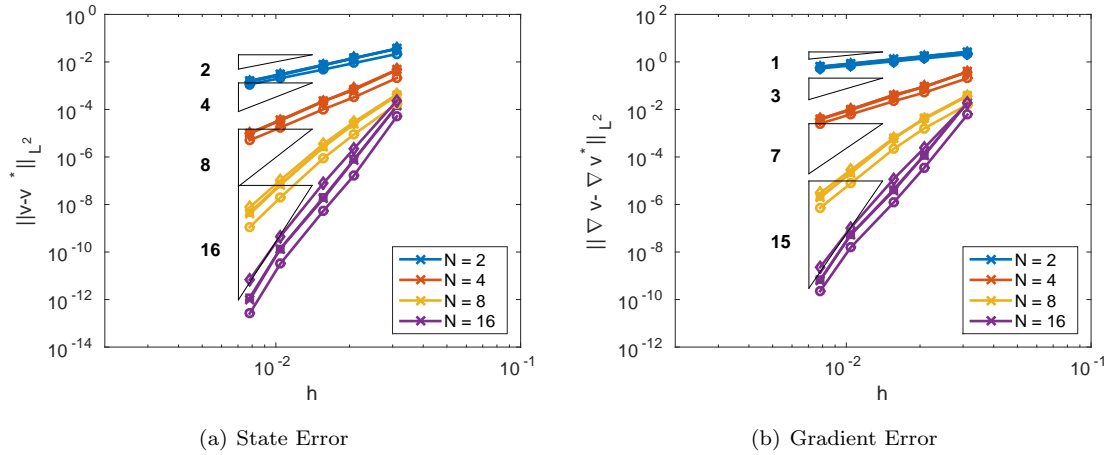 10^0
10^-2
10^-4
10^-6
10^-8
10^-10
10^-12
10^-14
||v-v^*||_{L^2}
2
4
8
16
N = 2
N = 4
N = 8
N = 16
10^-2
10^-1
h
(a) State Error
10^2
10^0
10^-2
10^-4
10^-6
10^-8
10^-10
10^-12
|| ∇ v- ∇ v^*||_{L^2}
1
3
7
15
N = 2
N = 4
N = 8
N = 16
10^-2
10^-1
h
(b) Gradient Error